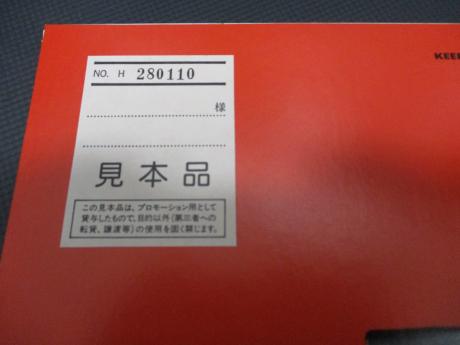 KEE
NO. H 280110
様
見本品
この見本品は、プロモーション用として
貸与したもので、目的以外(第三者への
転貸、譲渡等)の使用を固く禁じます。